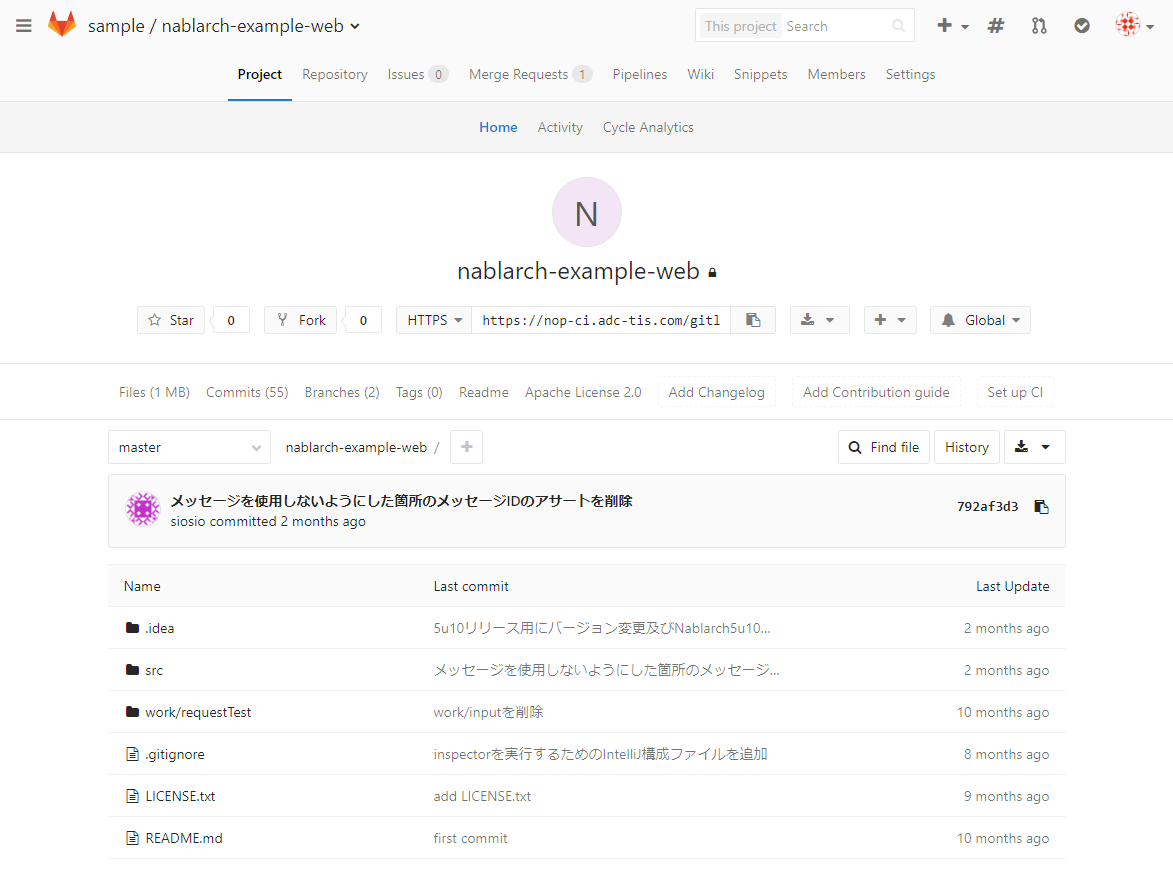 sample / nablarch-example-web
This project Search
Project Repository Issues 0 Merge Requests 1 Pipelines Wiki Snippets Members Settings
Home Activity Cycle Analytics
N
nablarch-example-web
Star 0 Fork 0 HTTPS https://nop-ci.adc-tis.com/gitl Global
Files (1 MB) Commits (55) Branches (2) Tags (0) Readme Apache License 2.0 Add Changelog Add Contribution guide Set up CI
master nablarch-example-web / + Find file History
メッセージを使用しないようにした箇所のメッセージIDのアサートを削除
siosio committed 2 months ago
792af3d3
Name Last commit Last Update
.idea 5u10リリース用にバージョン変更及びNablarch5u10... 2 months ago
src メッセージを使用しないようにした箇所のメッセージ... 2 months ago
work/requestTest work/inputを削除 10 months ago
.gitignore inspectorを実行するためのIntelliJ構成ファイルを追加 8 months ago
LICENSE.txt add LICENSE.txt 9 months ago
README.md first commit 10 months ago